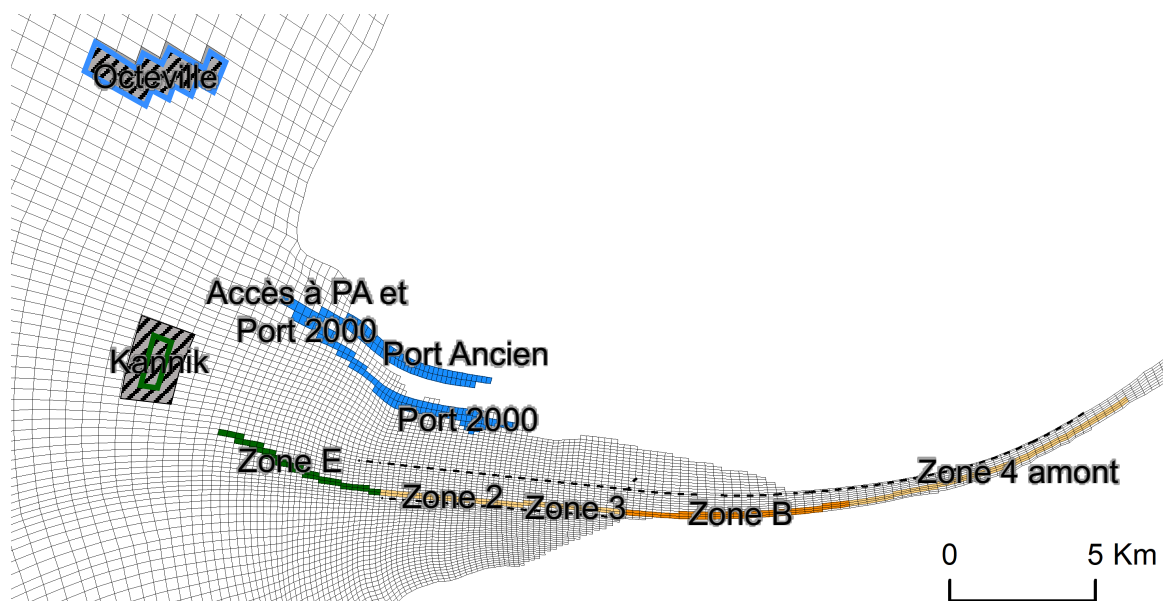 Octeville
Accès à PA et
Port 2000
Port Ancien
Kannik
Port 2000
Zone E
Zone 2
Zone 3
Zone B
Zone 4 amont
0 5 Km